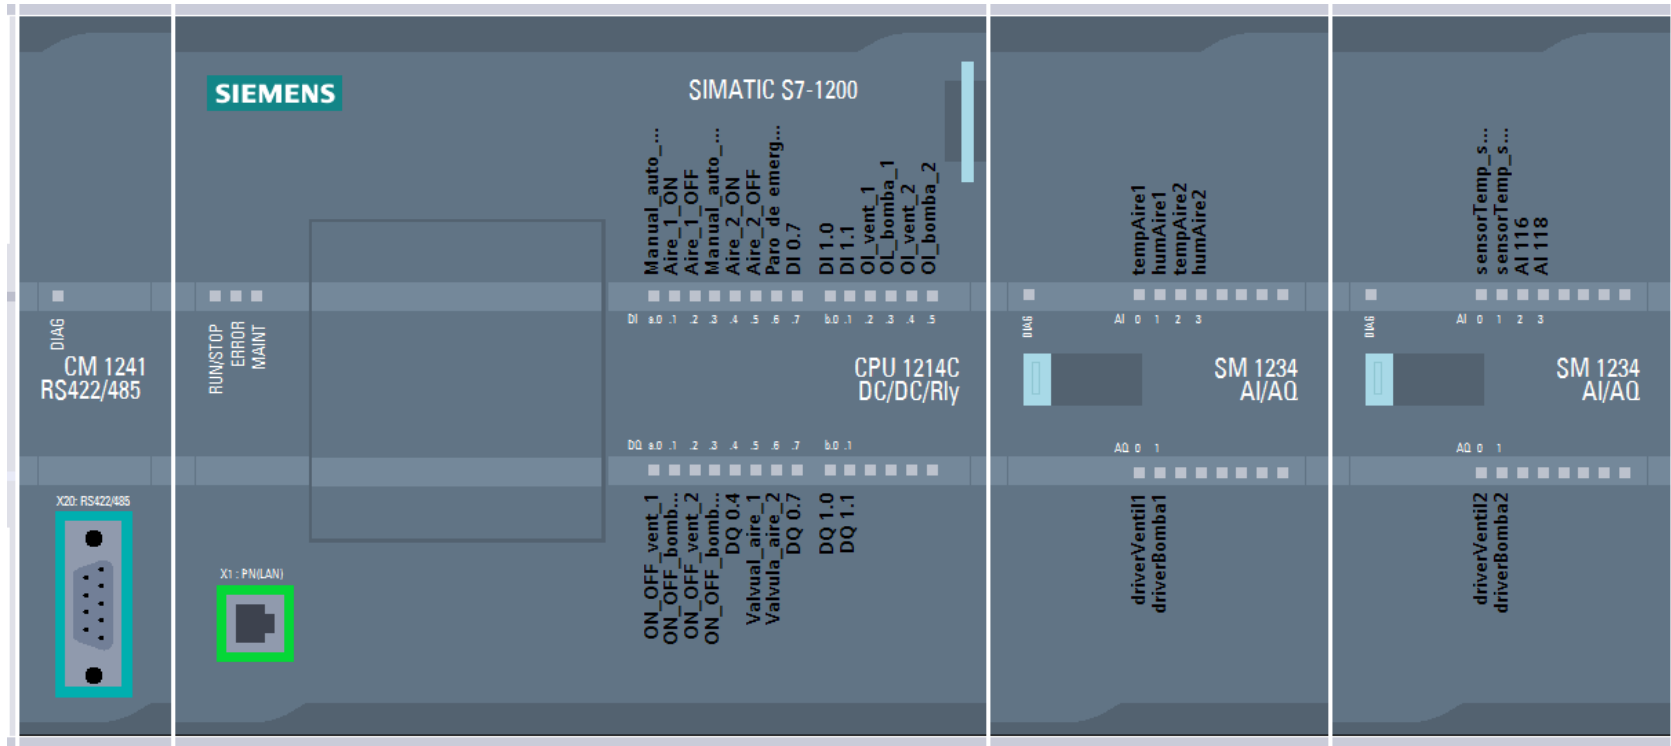 DIAG
CM 1241
RS422/485
X20: RS422/485
SIEMENS
SIMATIC S7-1200
Manual_auto_...
Aire_1_ON
Aire_1_OFF
Manual_auto_...
Aire_2_ON
Aire_2_OFF
Paro de emerg...
DI 0.7
DI 1.0
DI 1.1
Ol_vent_1
OL_bomba_1
Ol_vent_2
Ol_bomba_2
DI a.0 .1 .2 .3 .4 .5 .6 .7 b.0 .1 .2 .3 .4 .5
RUN/STOP
ERROR
MAINT
CPU 1214C
DC/DC/Rly
DQ a.0 .1 .2 .3 .4 .5 .6 .7 b.0 .1
ON_OFF_vent_1
ON_OFF_bomb...
ON_OFF_vent_2
ON_OFF_bomb...
DQ 0.4
Valvual_aire_1
Valvula_aire_2
DQ 0.7
DQ 1.0
DQ 1.1
X1 : PN(LAN)
tempAire1
humAire1
tempAire2
humAire2
AI 0 1 2 3
DIAG
SM 1234
AI/AQ
AQ 0 1
driverVentil1
driverBomba1
sensorTemp_s...
sensorTemp_s...
AI 116
AI 118
AI 0 1 2 3
DIAG
SM 1234
AI/AQ
AQ 0 1
driverVentil2
driverBomba2